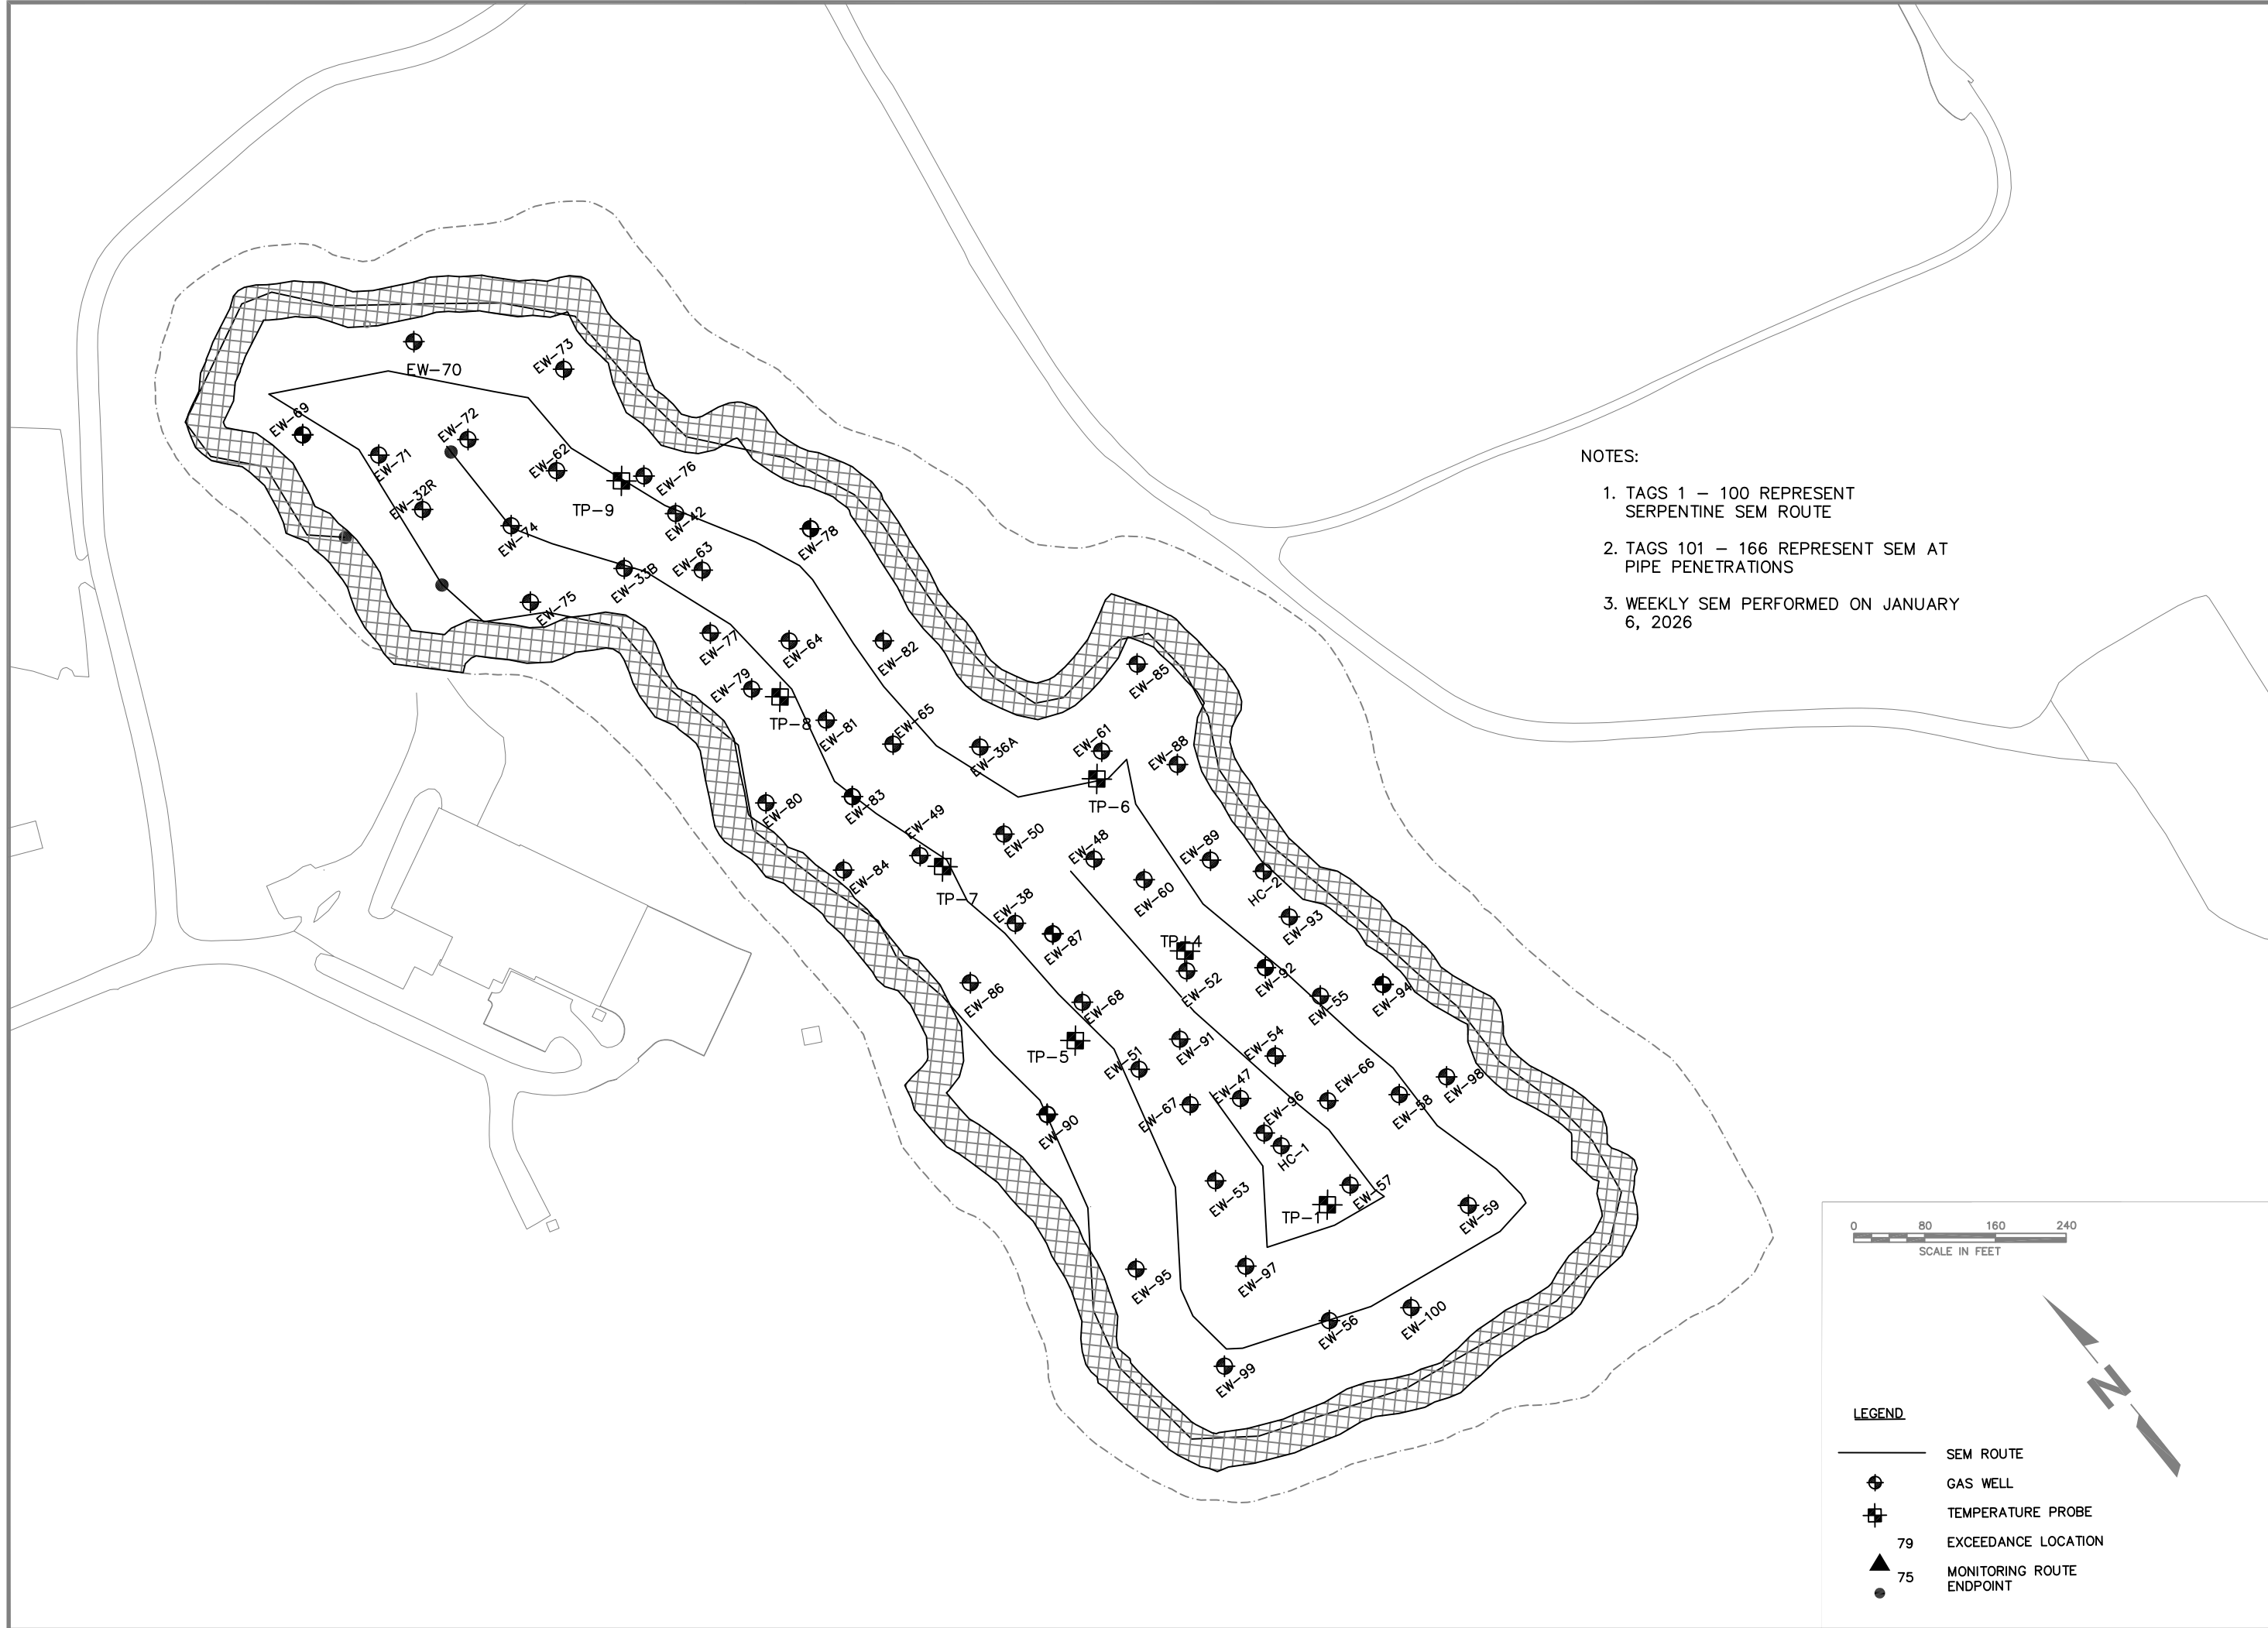 EW-73
EW-70
EW-69
EW-72
EW-71
EW-62
EW-76
EW-32R
TP-9
EW-42
EW-74
EW-78
EW-63
EW-33B
EW-75
EW-77
EW-64
EW-82
EW-85
EW-79
TP-8
EW-81
EW-65
EW-36A
EW-61
EW-88
EW-80
EW-83
TP-6
EW-49
EW-50
EW-48
EW-89
EW-84
TP-7
EW-60
HC-2
EW-38
EW-87
EW-93
TP-4
EW-86
EW-52
EW-92
EW-68
EW-55
EW-94
TP-5
EW-51
EW-91
EW-54
EW-47
EW-66
EW-98
EW-67
EW-96
EW-58
EW-90
HC-1
EW-53
EW-57
TP-1
EW-59
EW-95
EW-97
EW-56
EW-100
EW-99
NOTES:
1. TAGS 1 – 100 REPRESENT
SERPENTINE SEM ROUTE
2. TAGS 101 – 166 REPRESENT SEM AT
PIPE PENETRATIONS
3. WEEKLY SEM PERFORMED ON JANUARY
6, 2026
0 80 160 240
SCALE IN FEET
N
LEGEND
SEM ROUTE
GAS WELL
TEMPERATURE PROBE
79 EXCEEDANCE LOCATION
75 MONITORING ROUTE
ENDPOINT